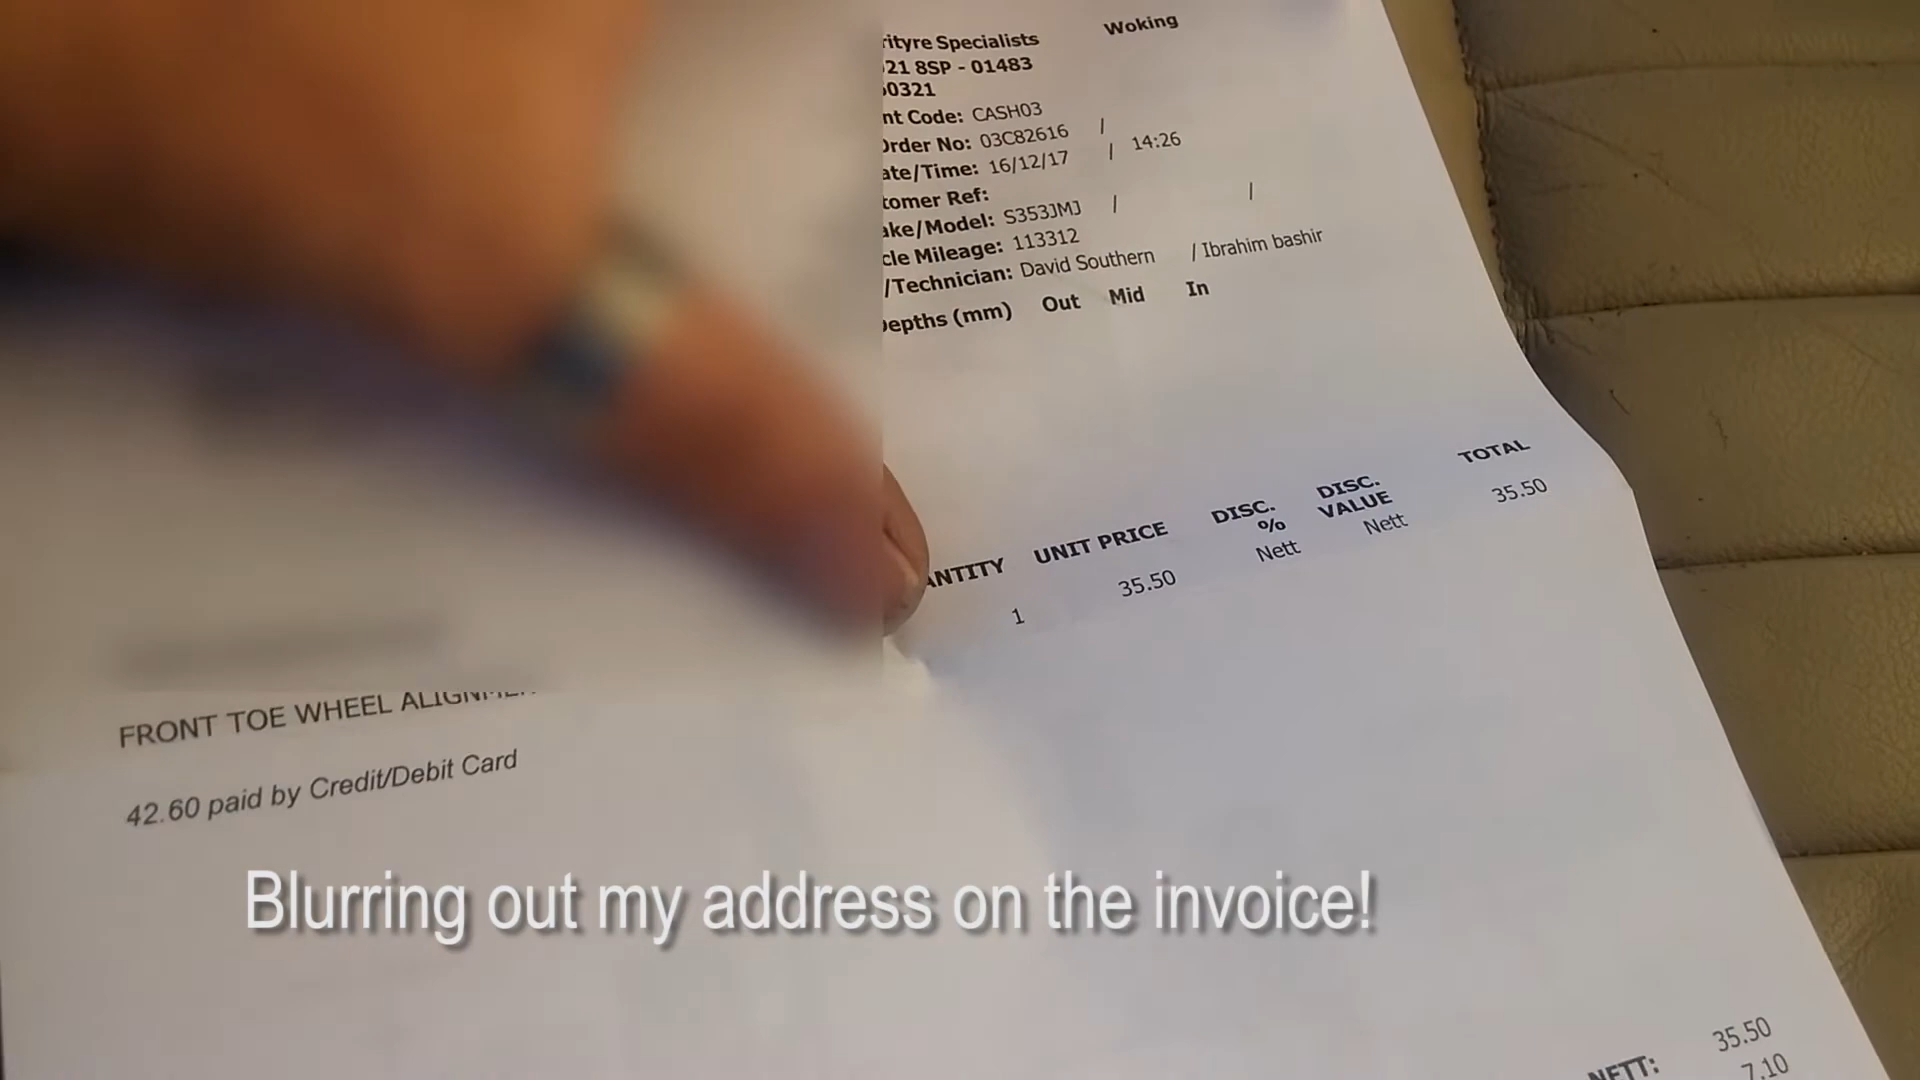 rityre Specialists Woking
21 8SP - 01483
0321
nt Code: CASH03
Order No: 03C82616 /
ate/Time: 16/12/17 / 14:26
tomer Ref:
ake/Model: S353JMJ / /
cle Mileage: 113312
/Technician: David Southern / Ibrahim bashir
epths (mm) Out Mid In
ANTITY UNIT PRICE DISC. % DISC. VALUE TOTAL
1 35.50 Nett Nett 35.50
FRONT TOE WHEEL ALIGNME
42.60 paid by Credit/Debit Card
Blurring out my address on the invoice!
NETT: 35.50
7.10